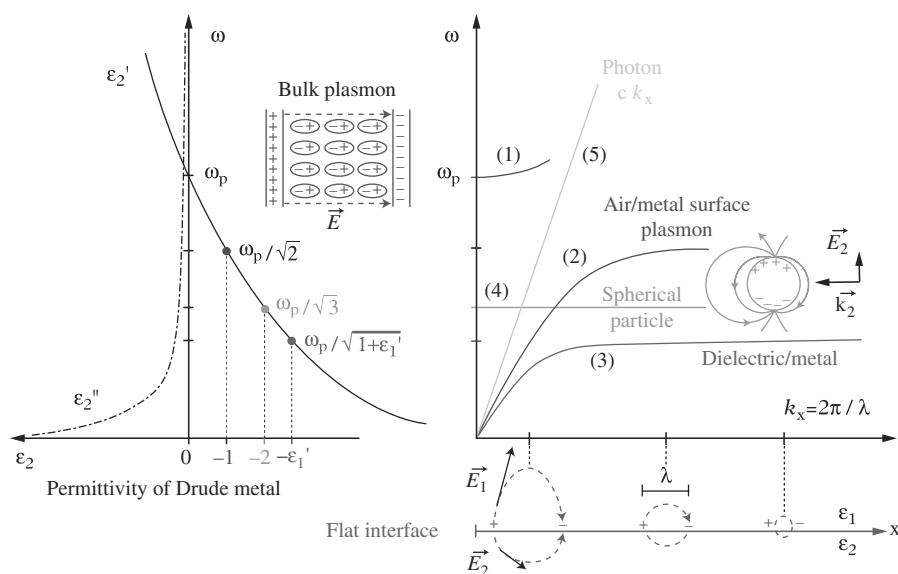 ω
ε₂'
Bulk plasmon
E
ωₚ
ωₚ/√2
ωₚ/√3
ωₚ/√1+ε₁'
ε₂"
ε₂
0
–1
–2
–ε₁'
Permittivity of Drude metal
ω
Photon
c kₓ
(1)
(5)
ωₚ
Air/metal surface
plasmon
E₂
(2)
(4)
Spherical
particle
k₂
(3)
Dielectric/metal
kₓ=2π / λ
E₁
λ
Flat interface
+ –
+ –
+ –
ε₁
x
ε₂
E₂